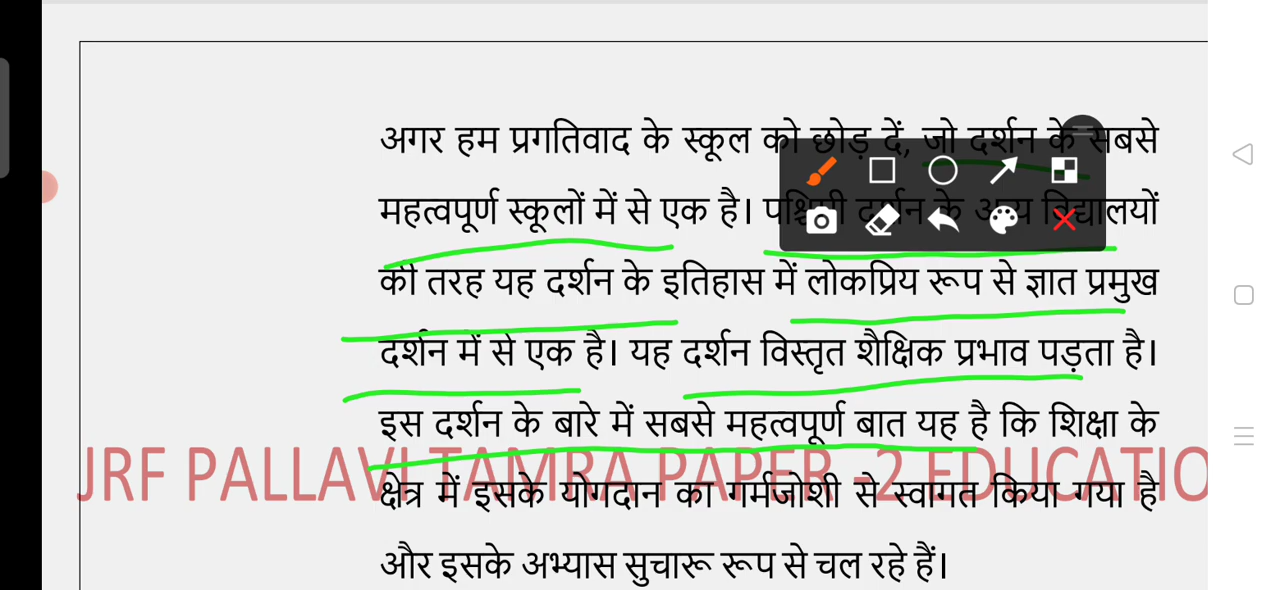 अगर हम प्रगतिवाद के स्कूल को छोड़ दें, जो दर्शन के सबसे
महत्वपूर्ण स्कूलों में से एक है। पश्चिमी दर्शन के अन्य विद्यालयों
की तरह यह दर्शन के इतिहास में लोकप्रिय रूप से ज्ञात प्रमुख
दर्शन में से एक है। यह दर्शन विस्तृत शैक्षिक प्रभाव पड़ता है।
इस दर्शन के बारे में सबसे महत्वपूर्ण बात यह है कि शिक्षा के
JRF PALLAVI TAMRA PAPER -2 EDUCATIO
क्षेत्र में इसके योगदान का गर्मजोशी से स्वागत किया गया है
और इसके अभ्यास सुचारू रूप से चल रहे हैं।